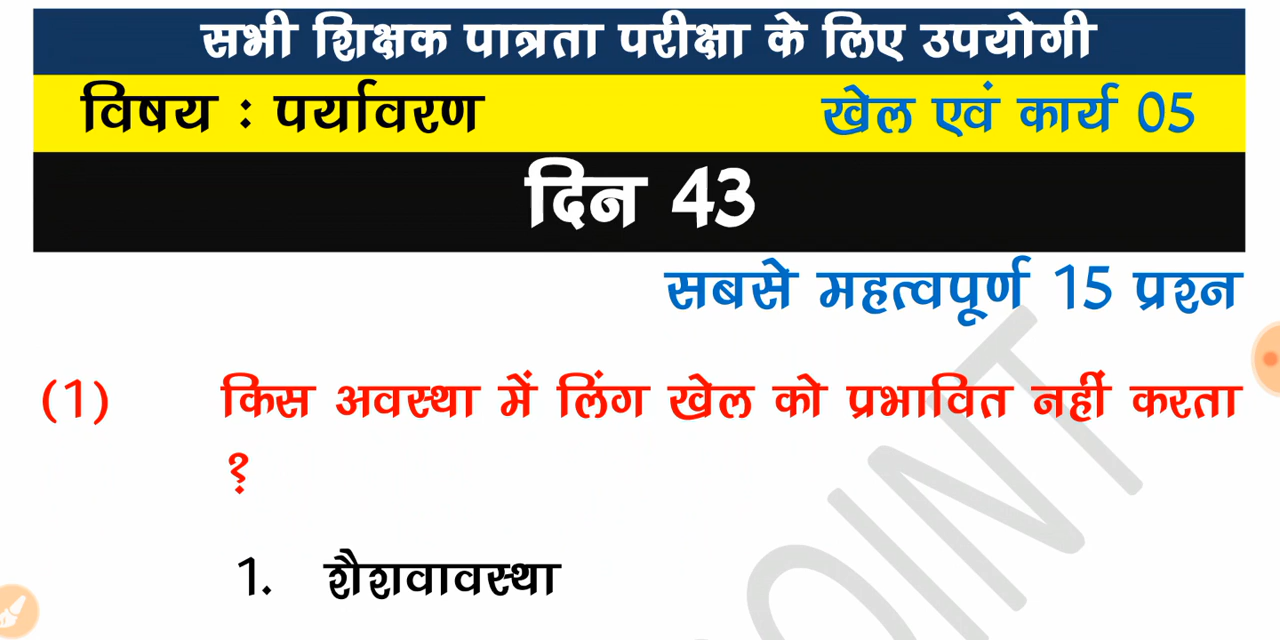 सभी शिक्षक पात्रता परीक्षा के लिए उपयोगी
विषय : पर्यावरण खेल एवं कार्य 05
दिन 43
सबसे महत्वपूर्ण 15 प्रश्न
(1) किस अवस्था में लिंग खेल को प्रभावित नहीं करता
?
1. शैशवावस्था
OINT